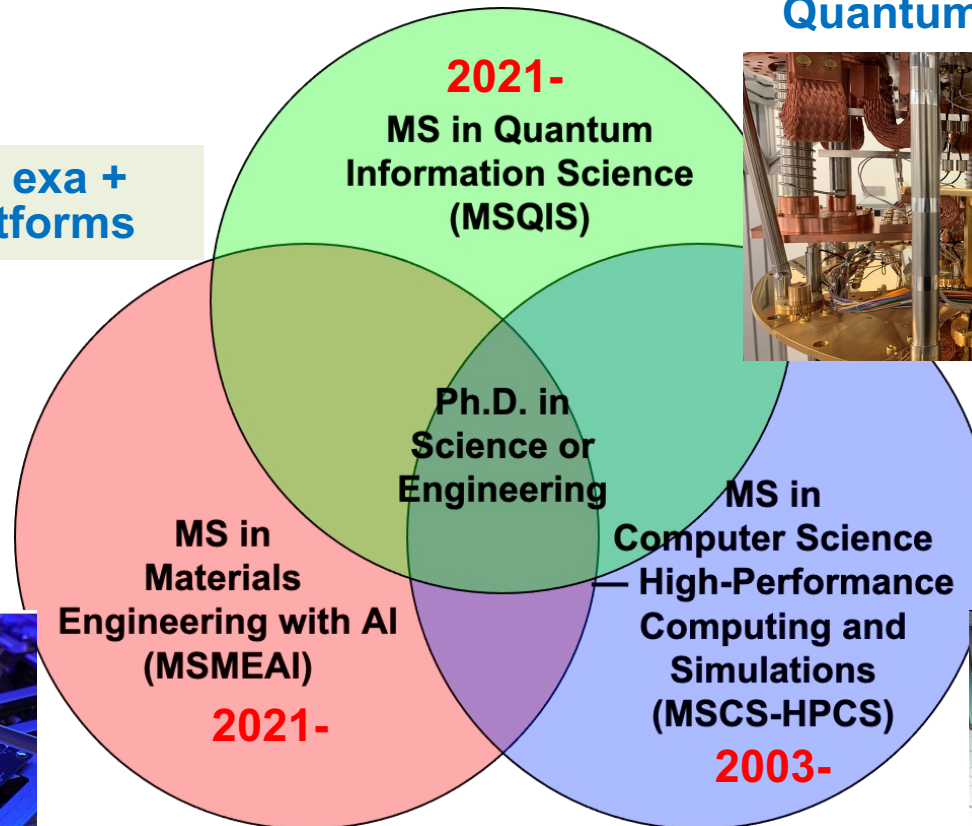 Quantum
2021-
MS in Quantum
Information Science
(MSQIS)
exa +
Ph.D. in
Science or
Engineering
MS in
Computer Science
— High-Performance
Computing and
Simulations
(MSCS-HPCS)
2003-
MS in
Materials
Engineering with AI
(MSMEAI)
2021-